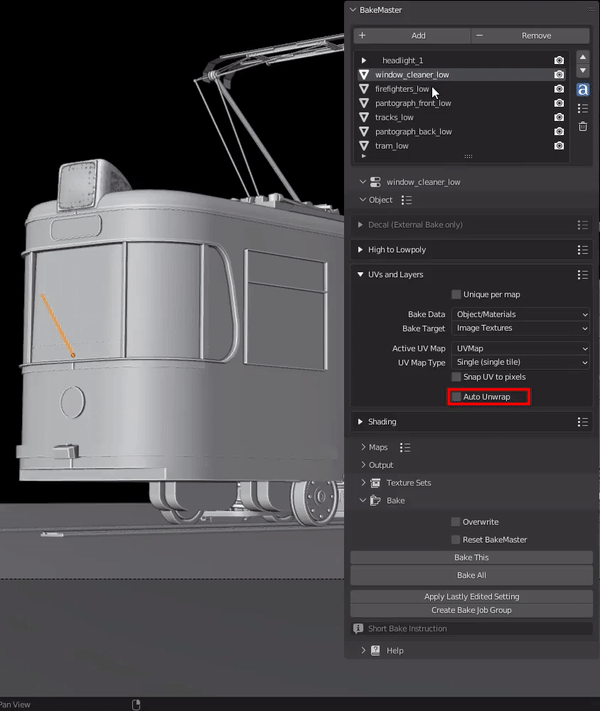 BakeMaster
Add
Remove
headlight_1
window_cleaner_low
firefighters_low
pantograph_front_low
tracks_low
pantograph_back_low
tram_low
a
window_cleaner_low
Object
Decal (External Bake only)
High to Lowpoly
UVs and Layers
Unique per map
Bake Data Object/Materials
Bake Target Image Textures
Active UV Map UVMap
UV Map Type Single (single tile)
Snap UV to pixels
Auto Unwrap
Shading
Maps
Output
Texture Sets
Bake
Overwrite
Reset BakeMaster
Bake This
Bake All
Apply Lastly Edited Setting
Create Bake Job Group
Short Bake Instruction
Help
Pan View